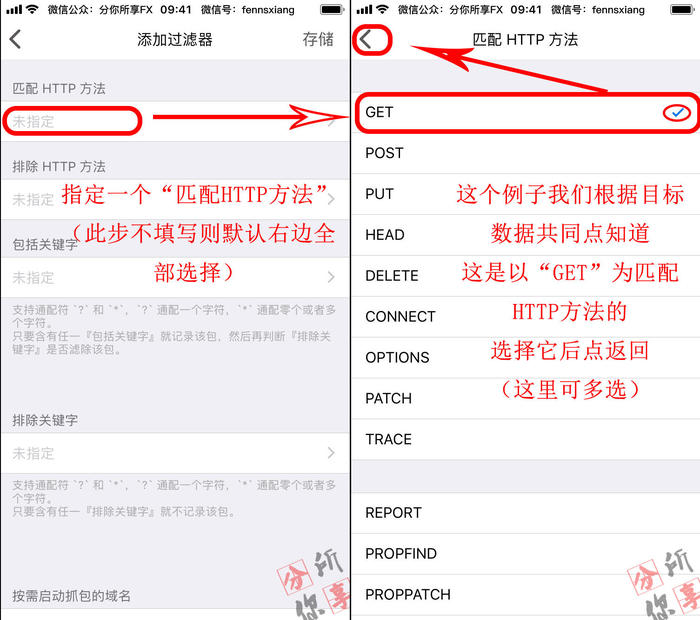 微信公众：分你所享FX 09:41 微信号：fennsxiang
添加过滤器
存储
匹配 HTTP 方法
未指定
排除 HTTP 方法
未指定
指定一个“匹配HTTP方法”
（此步不填写则默认右边全
部选择）
包括关键字
未指定
支持通配符 `?` 和 `*`，`?` 通配一个字符，`*` 通配零个或者多
个字符。
只要含有任一『包括关键字』就记录该包，然后再判断『排除关
键字』是否滤除该包。
排除关键字
未指定
支持通配符 `?` 和 `*`，`?` 通配一个字符，`*` 通配零个或者多
个字符。
只要含有任一『排除关键字』就不记录该包。
按需启动抓包的域名
分你所享
微信公众：分你所享FX 09:41 微信号：fennsxiang
匹配 HTTP 方法
GET
POST
PUT
HEAD
DELETE
CONNECT
OPTIONS
PATCH
TRACE
这个例子我们根据目标
数据共同点知道
这是以“GET”为匹配
HTTP方法的
选择它后点返回
（这里可多选）
REPORT
PROPFIND
PROPPATCH
分你所享